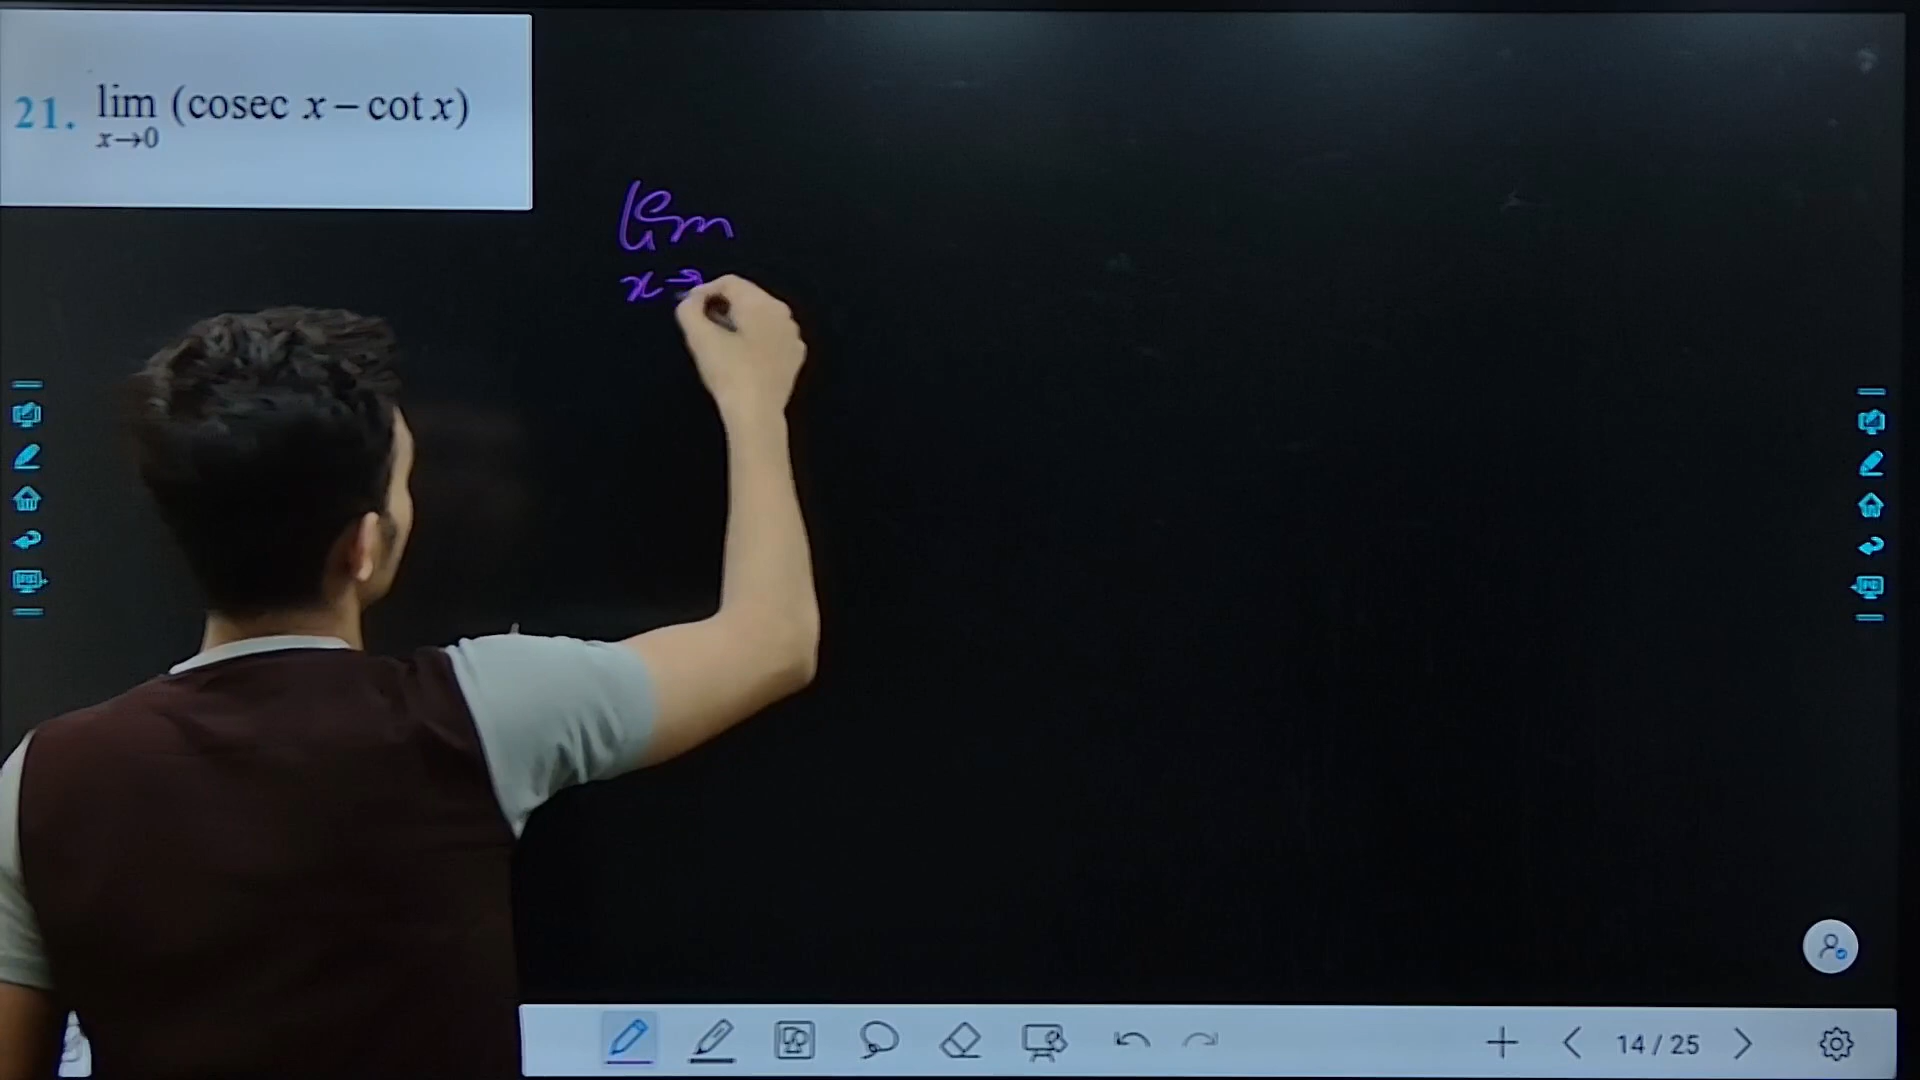 21. lim (cosec x – cot x)
x→0
lim
x→
14 / 25